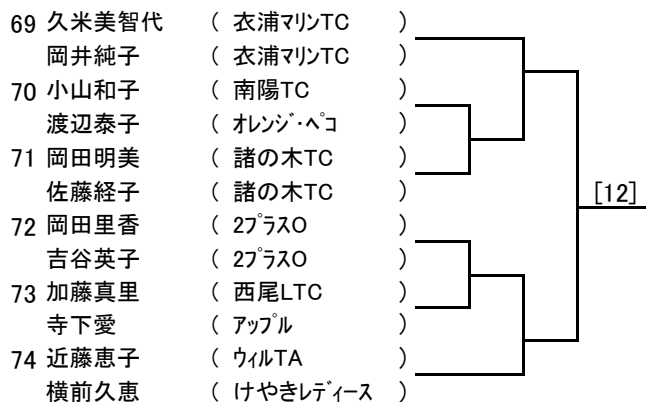 69 久米美智代 ( 衣浦ﾏﾘﾝTC )
岡井純子 ( 衣浦ﾏﾘﾝTC )
70 小山和子 ( 南陽TC )
渡辺泰子 ( ｵﾚﾝｼﾞ･ﾍﾟｺ )
71 岡田明美 ( 諸の木TC )
佐藤経子 ( 諸の木TC )
[12]
72 岡田里香 ( 2ﾌﾟﾗｽO )
吉谷英子 ( 2ﾌﾟﾗｽO )
73 加藤真里 ( 西尾LTC )
寺下愛 ( ｱｯﾌﾟﾙ )
74 近藤恵子 ( ｳｨﾙTA )
横前久恵 ( けやきﾚﾃﾞｨｰｽ )